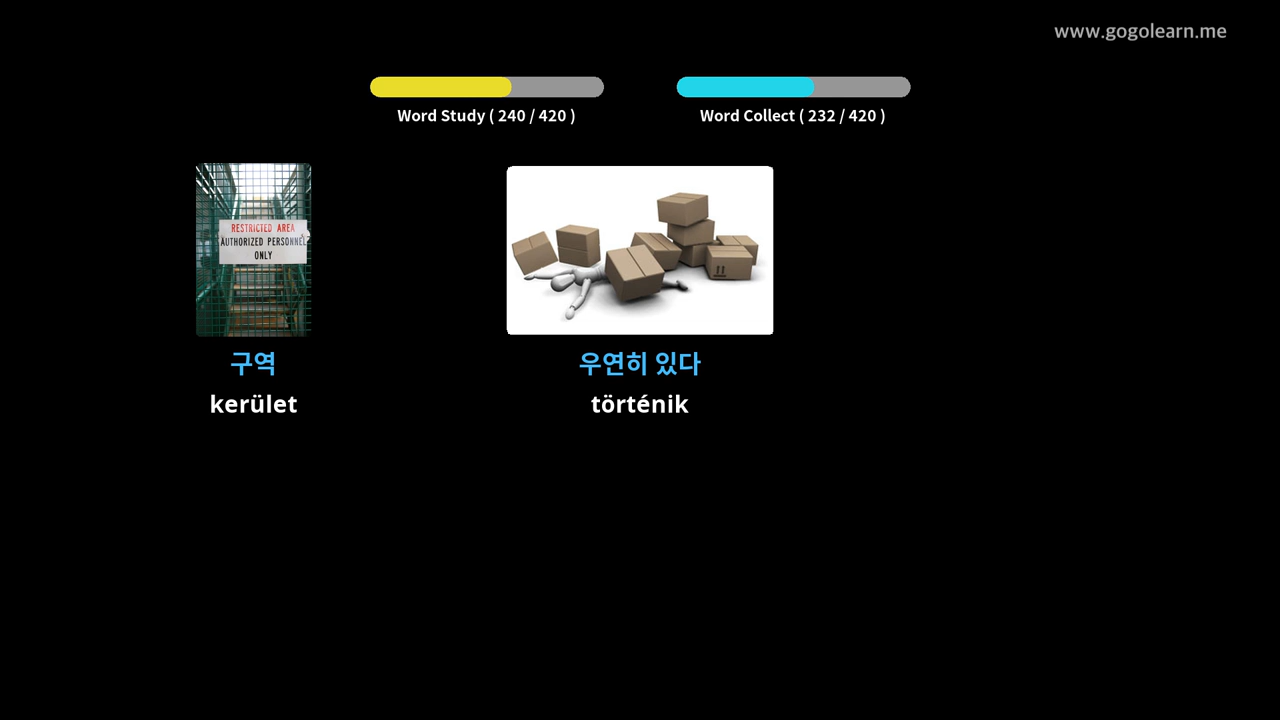 www.gogolearn.me
Word Study ( 240 / 420 )
Word Collect ( 232 / 420 )
RESTRICTED AREA
AUTHORIZED PERSONNEL
ONLY
구역
kerület
우연히 있다
történik